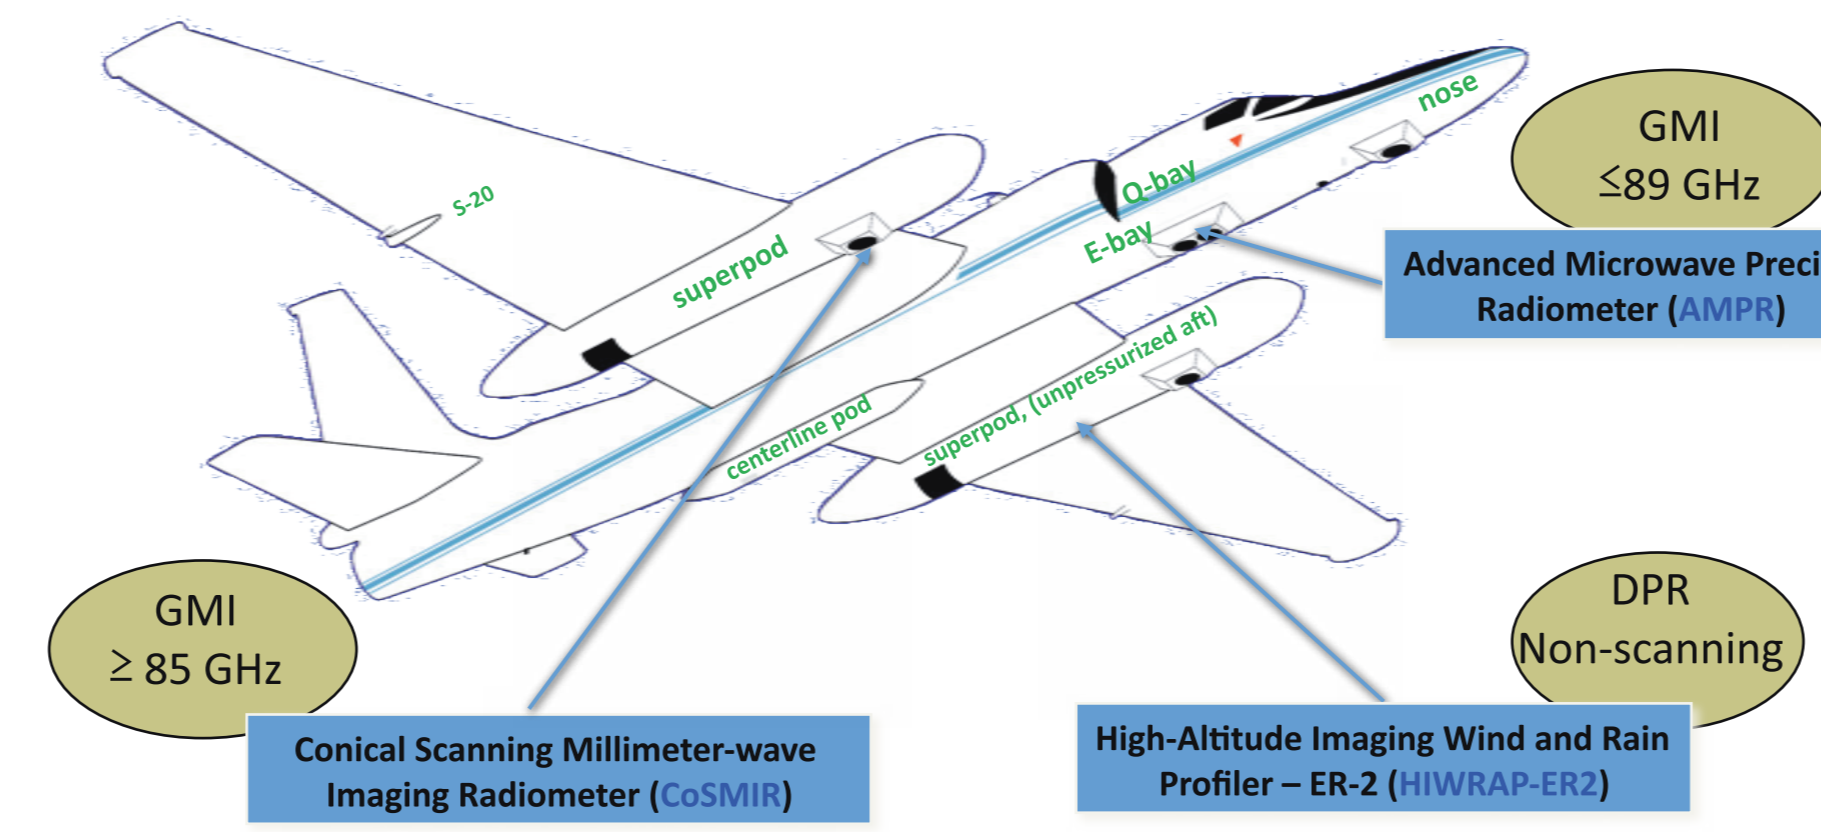 nose
GMI
≤89 GHz
Q-bay
S-20
E-bay
superpod
Advanced Microwave
Radiometer (AMPR)
superpod, (unpressurized aft)
centerline pod
GMI
≥ 85 GHz
DPR
Non-scanning
Conical Scanning Millimeter-wave
Imaging Radiometer (CoSMIR)
High-Altitude Imaging Wind and Rain
Profiler – ER-2 (HIWRAP-ER2)